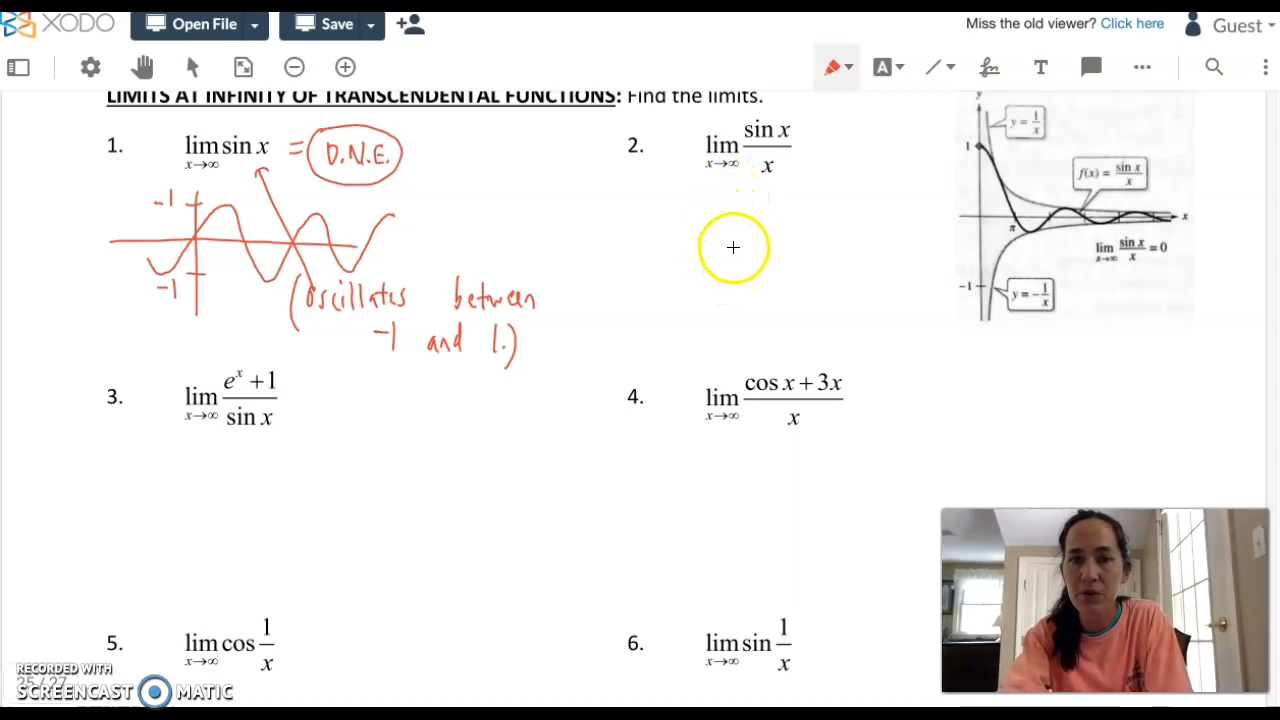 XODO
Open File
Save
Miss the old viewer? Click here
Guest
LIMITS AT INFINITY OF TRANSCENDENTAL FUNCTIONS: Find the limits.
1. lim x→∞ sin x = D.N.E.
-1
-1
(oscillates between
-1 and 1.)
2. lim x→∞ sin x / x
y
y = 1/x
1
f(x) = sin x / x
x
π
lim x→∞ sin x / x = 0
-1
y = -1/x
3. lim x→∞ e^x + 1 / sin x
4. lim x→∞ cos x + 3x / x
5. lim x→∞ cos 1/x
6. lim x→∞ sin 1/x
25 / 27
RECORDED WITH
SCREENCAST MATIC